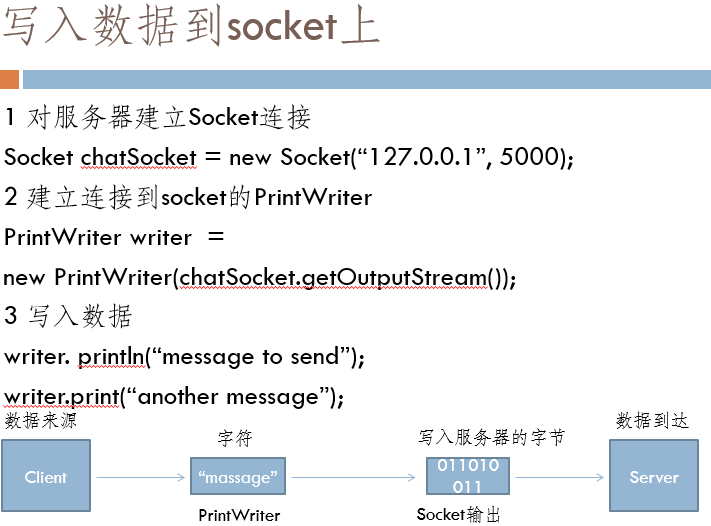 写入数据到socket上
1 对服务器建立Socket连接
Socket chatSocket = new Socket(“127.0.0.1”, 5000);
2 建立连接到socket的PrintWriter
PrintWriter writer  =
new PrintWriter(chatSocket.getOutputStream());
3 写入数据
writer. println(“message to send”);
writer.print(“another message”);
数据来源
字符
写入服务器的字节
数据到达
Client
“massage”
011010
011
Server
PrintWriter
Socket输出